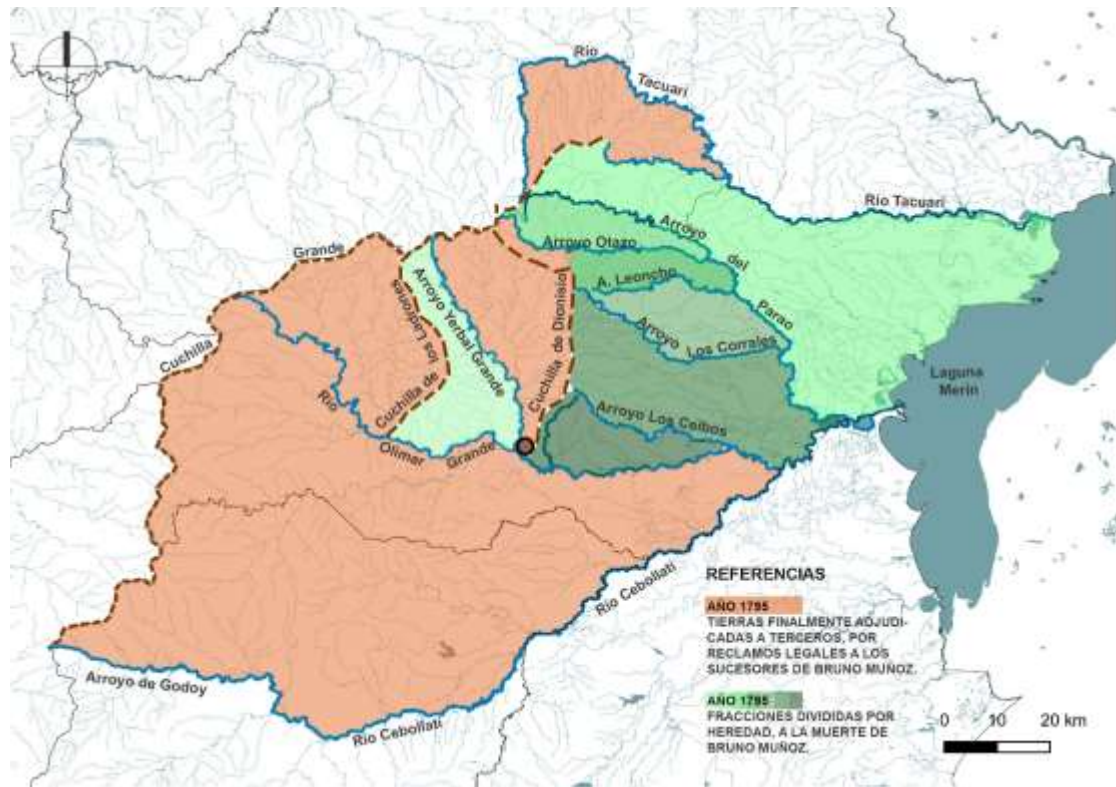 Río
Tacuarí
Río Tacuarí
Arroyo
del
Parao
Arroyo Otazo
Grande
A. Leoncho
Arroyo Yerbal Grande
Cuchilla de
los Ladrones
Cuchilla de Dionisio
Arroyo
Los Corrales
Cuchilla
Río
Laguna
Merin
Arroyo Los Ceibos
Olimar
Grande
REFERENCIAS
AÑO 1795
TIERRAS FINALMENTE ADJUDI-
CADAS A TERCEROS, POR
RECLAMOS LEGALES A LOS
SUCESORES DE BRUNO MUÑOZ.
Río Cebollatí
Arroyo de Godoy
AÑO 1795
FRACCIONES DIVIDIDAS POR
HEREDAD, A LA MUERTE DE
BRUNO MUÑOZ.
0 10 20 km
Río Cebollatí